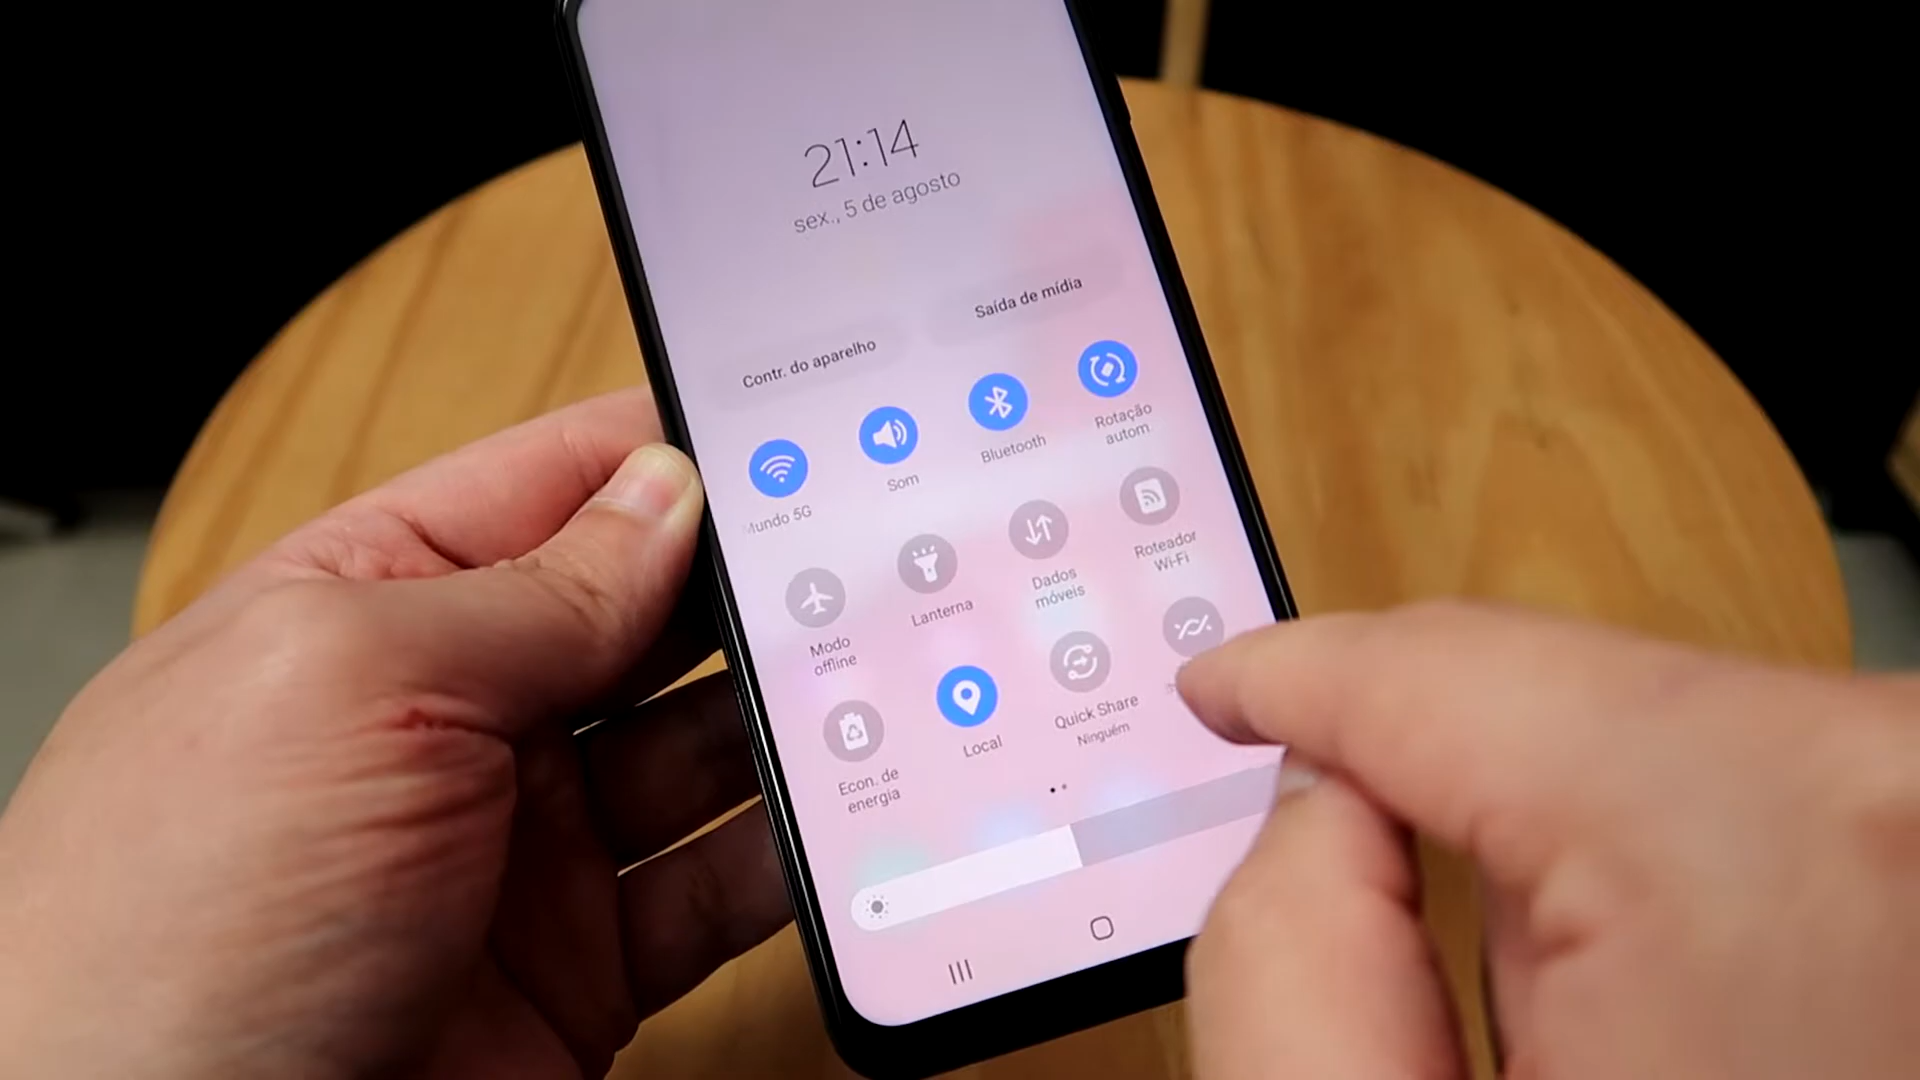 21:14
sex., 5 de agosto
Contr. do aparelho
Saída de mídia
Mundo 5G
Som
Bluetooth
Rotação
autom.
Modo
offline
Lanterna
Dados
móveis
Roteador
Wi-Fi
Econ. de
energia
Local
Quick Share
Ninguém